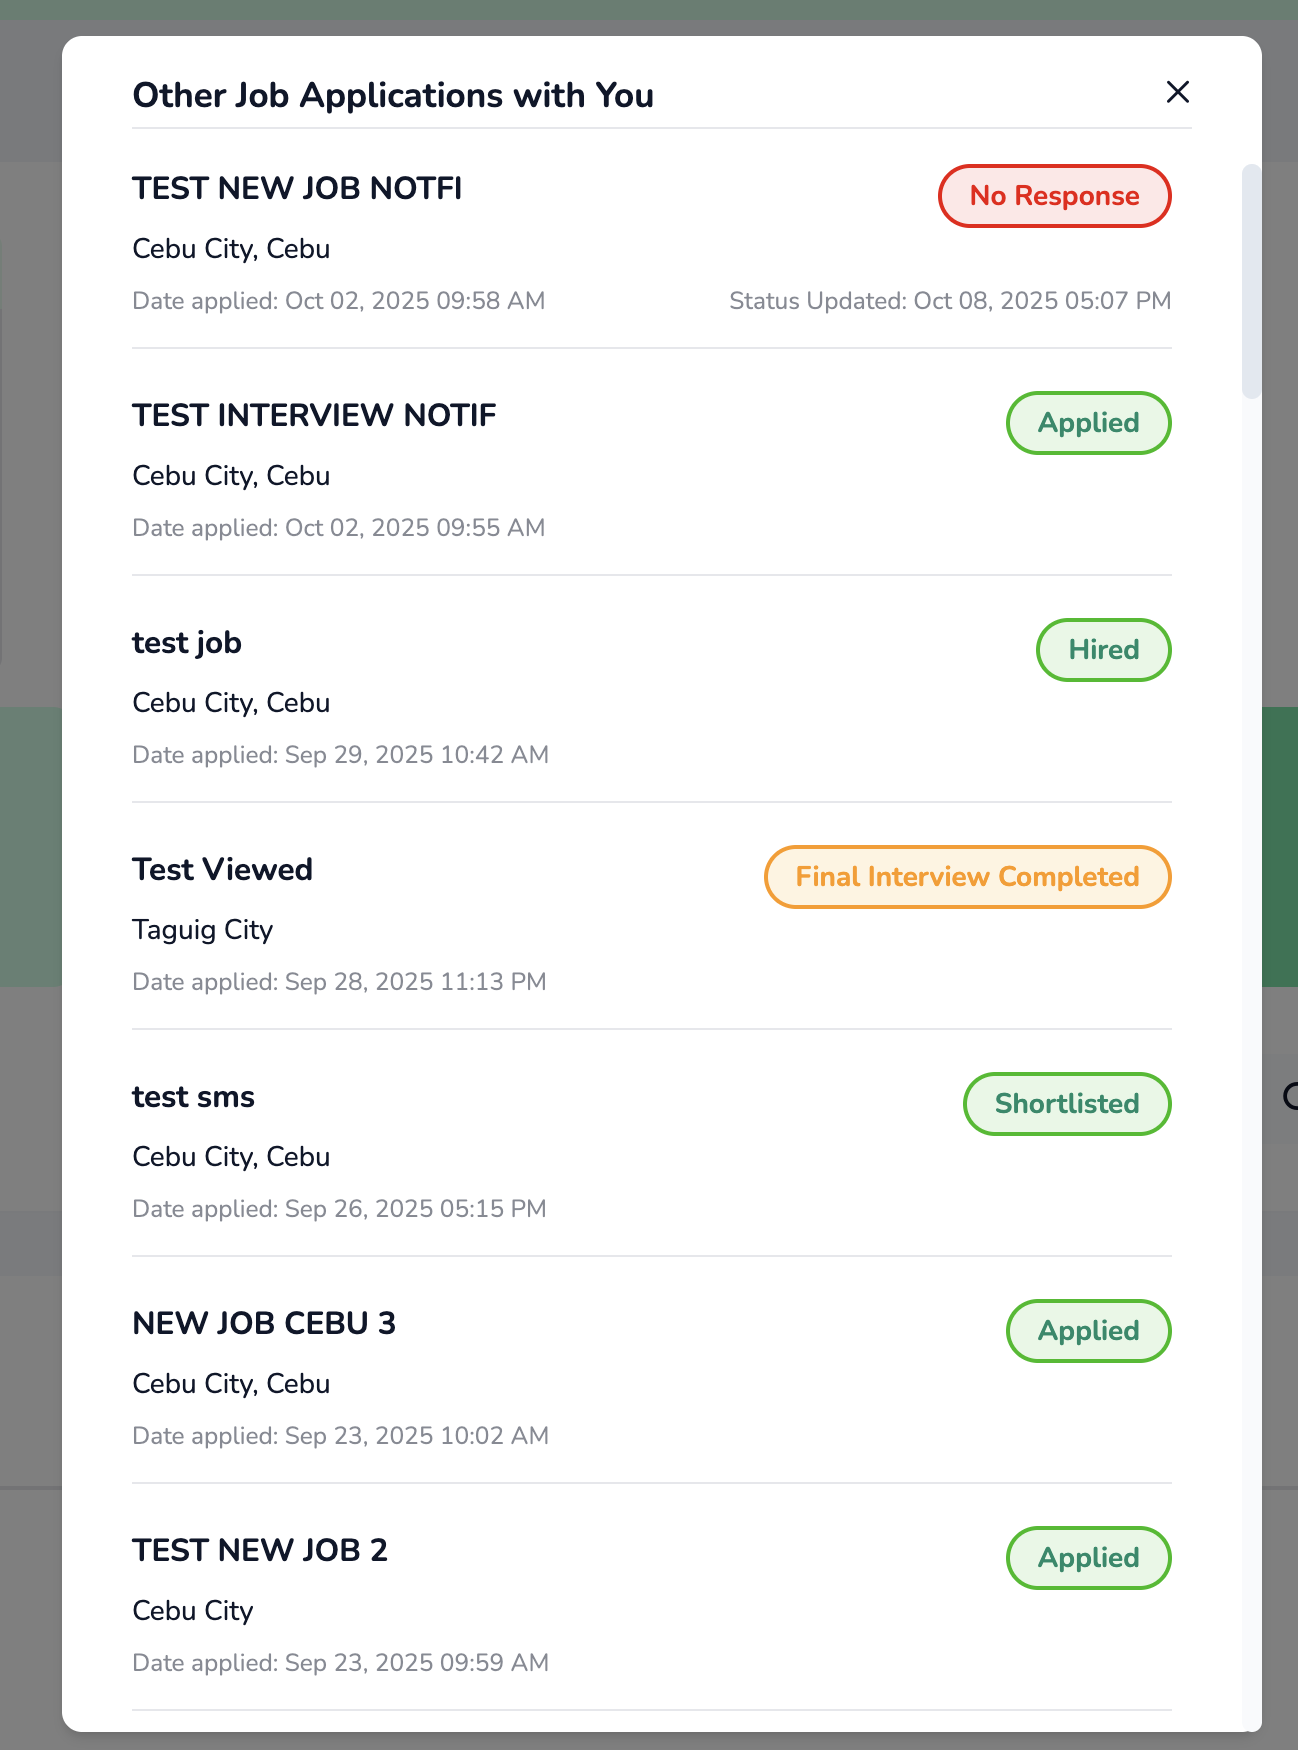 Other Job Applications with You
TEST NEW JOB NOTFI
No Response
Cebu City, Cebu
Date applied: Oct 02, 2025 09:58 AM
Status Updated: Oct 08, 2025 05:07 PM
TEST INTERVIEW NOTIF
Applied
Cebu City, Cebu
Date applied: Oct 02, 2025 09:55 AM
test job
Hired
Cebu City, Cebu
Date applied: Sep 29, 2025 10:42 AM
Test Viewed
Final Interview Completed
Taguig City
Date applied: Sep 28, 2025 11:13 PM
test sms
Shortlisted
Cebu City, Cebu
Date applied: Sep 26, 2025 05:15 PM
NEW JOB CEBU 3
Applied
Cebu City, Cebu
Date applied: Sep 23, 2025 10:02 AM
TEST NEW JOB 2
Applied
Cebu City
Date applied: Sep 23, 2025 09:59 AM